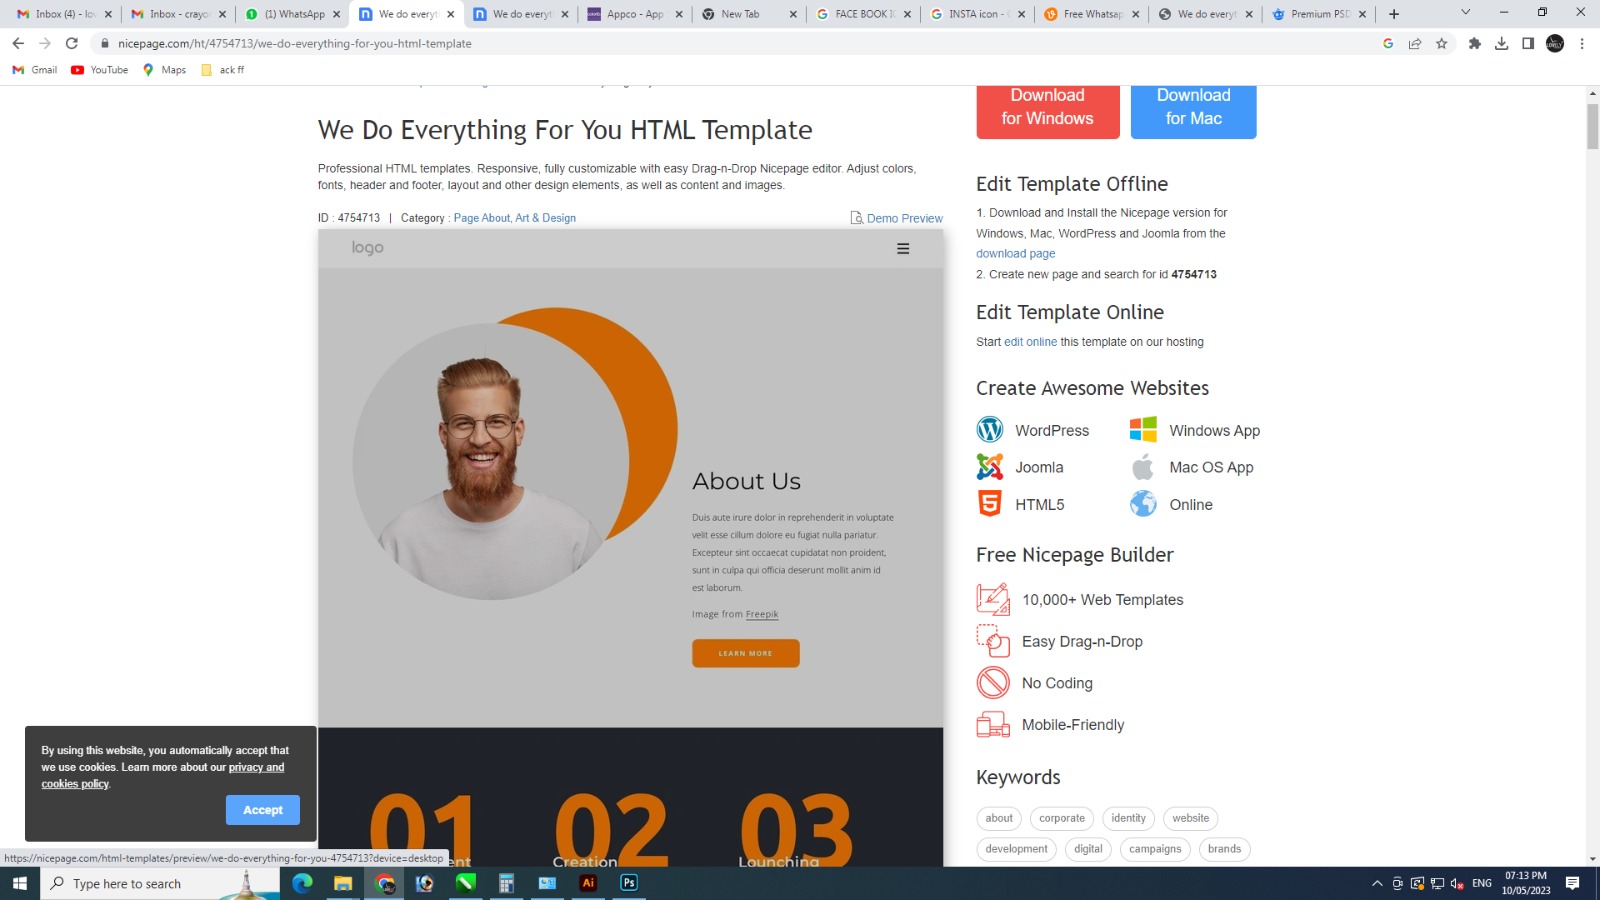 Inbox (4) - lov
Inbox - crayo
(1) WhatsApp
We do everyt
We do everyt
Appco - App
New Tab
FACE BOOK IC
INSTA icon -
Free Whatsap
We do everyt
Premium PSD
nicepage.com/ht/4754713/we-do-everything-for-you-html-template
Gmail
YouTube
Maps
ack ff
We Do Everything For You HTML Template
Professional HTML templates. Responsive, fully customizable with easy Drag-n-Drop Nicepage editor. Adjust colors,
fonts, header and footer, layout and other design elements, as well as content and images.
ID : 4754713 | Category : Page About, Art & Design
Demo Preview
logo
About Us
Duis aute irure dolor in reprehenderit in voluptate
velit esse cillum dolore eu fugiat nulla pariatur.
Excepteur sint occaecat cupidatat non proident,
sunt in culpa qui officia deserunt mollit anim id
est laborum.
Image from Freepik
LEARN MORE
01
02
03
ent
Creation
Lounching
Download
for Windows
Download
for Mac
Edit Template Offline
1. Download and Install the Nicepage version for
Windows, Mac, WordPress and Joomla from the
download page
2. Create new page and search for id 4754713
Edit Template Online
Start edit online this template on our hosting
Create Awesome Websites
WordPress
Windows App
Joomla
Mac OS App
HTML5
Online
Free Nicepage Builder
10,000+ Web Templates
Easy Drag-n-Drop
No Coding
Mobile-Friendly
Keywords
about
corporate
identity
website
development
digital
campaigns
brands
By using this website, you automatically accept that
we use cookies. Learn more about our privacy and
cookies policy.
Accept
https://nicepage.com/html-templates/preview/we-do-everything-for-you-4754713?device=desktop
Type here to search
Ai
Ps
ENG
07:13 PM
10/05/2023